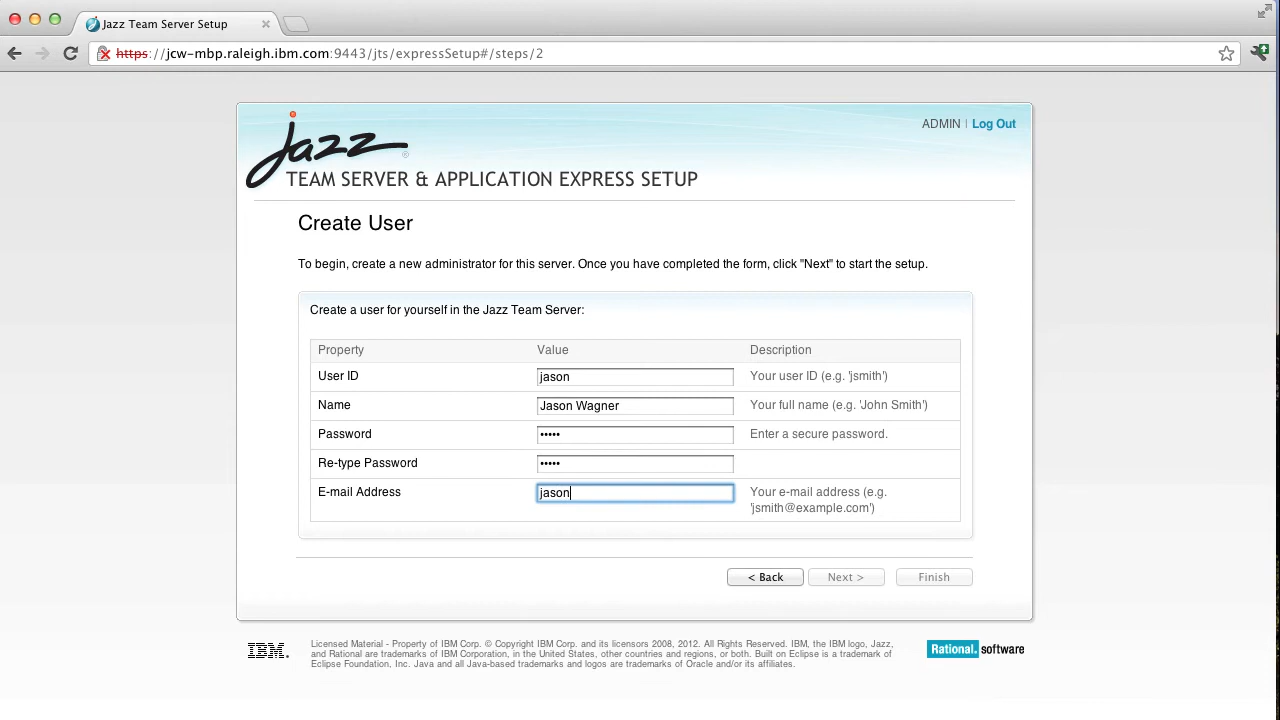 Jazz Team Server Setup
https://jcw-mbp.raleigh.ibm.com:9443/jts/expressSetup#/steps/2
jazz
ADMIN | Log Out
TEAM SERVER & APPLICATION EXPRESS SETUP
Create User
To begin, create a new administrator for this server. Once you have completed the form, click "Next" to start the setup.
Create a user for yourself in the Jazz Team Server:
Property Value Description
User ID jason Your user ID (e.g. 'jsmith')
Name Jason Wagner Your full name (e.g. 'John Smith')
Password ••••• Enter a secure password.
Re-type Password •••••
E-mail Address jason Your e-mail address (e.g.
'jsmith@example.com')
< Back Next > Finish
IBM.
Licensed Material - Property of IBM Corp. © Copyright IBM Corp. and its licensors 2008, 2012. All Rights Reserved. IBM, the IBM logo, Jazz,
and Rational are trademarks of IBM Corporation, in the United States, other countries and regions, or both. Built on Eclipse is a trademark of
Eclipse Foundation, Inc. Java and all Java-based trademarks and logos are trademarks of Oracle and/or its affiliates.
Rational. software